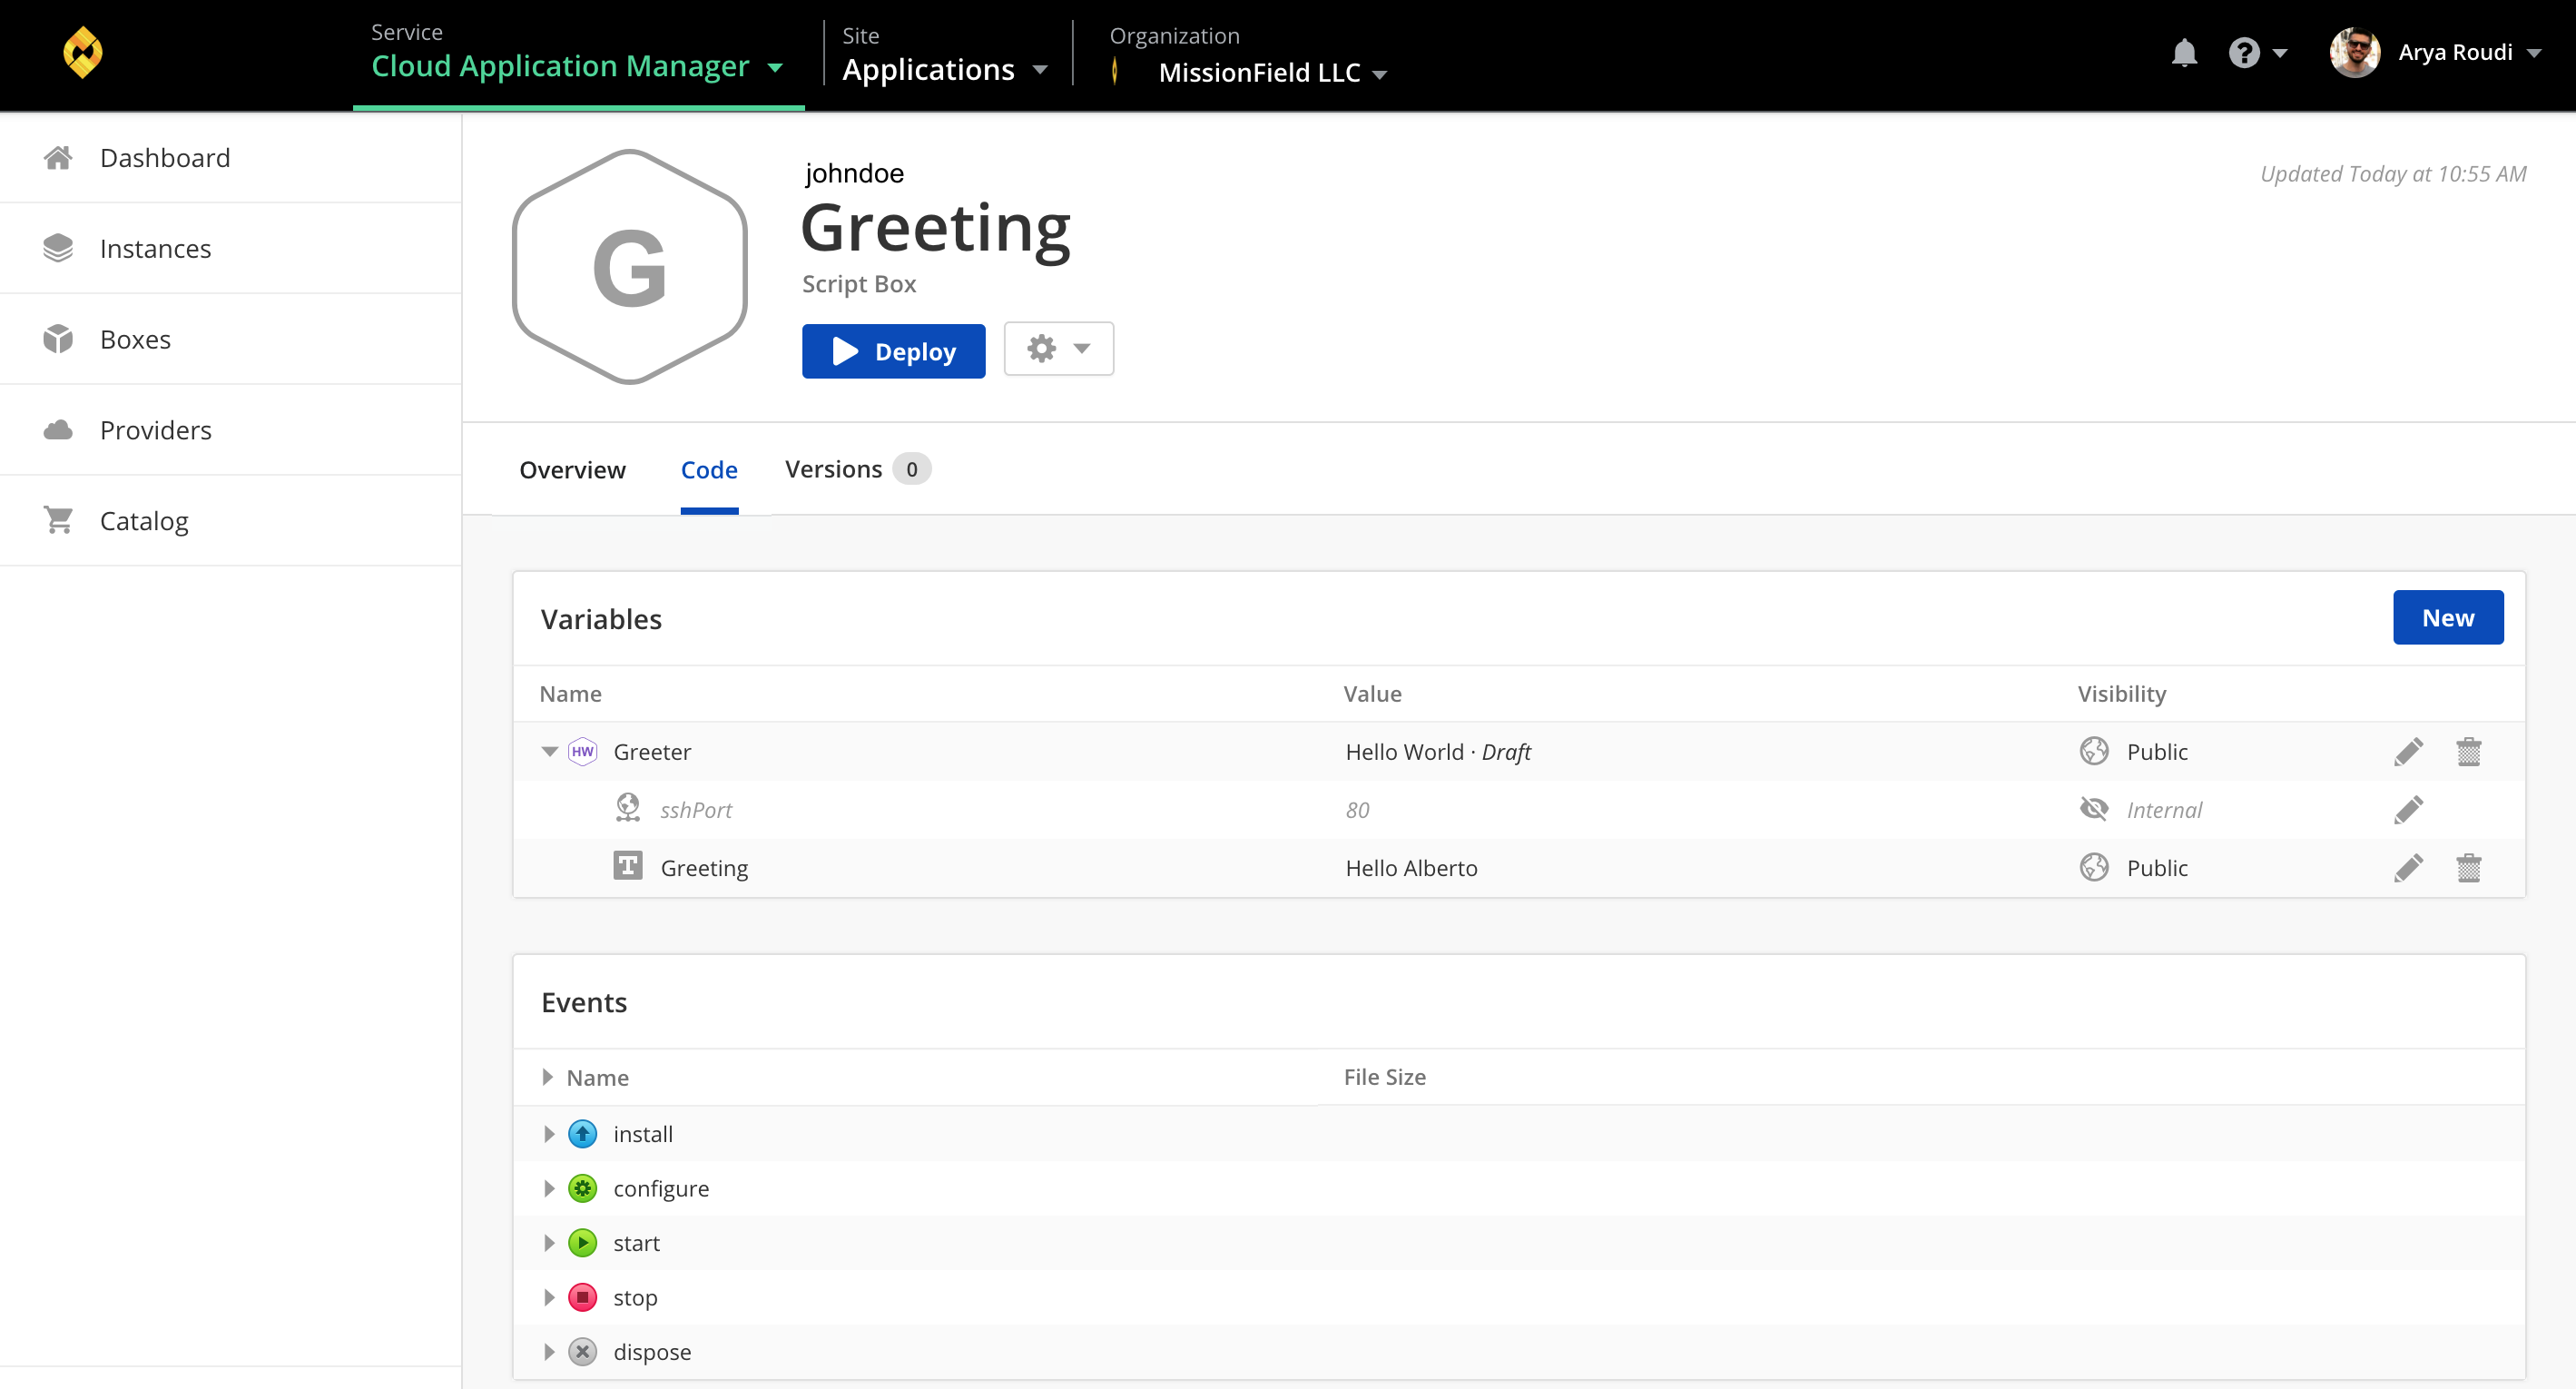 Service
Cloud Application Manager
Site
Applications
Organization
MissionField LLC
Arya Roudi
Dashboard
Instances
Boxes
Providers
Catalog
G
johndoe
Greeting
Script Box
Updated Today at 10:55 AM
Deploy
Overview Code Versions 0
Variables
New
Name Value Visibility
HW Greeter Hello World · Draft Public
sshPort 80 Internal
T Greeting Hello Alberto Public
Events
Name File Size
install
configure
start
stop
dispose